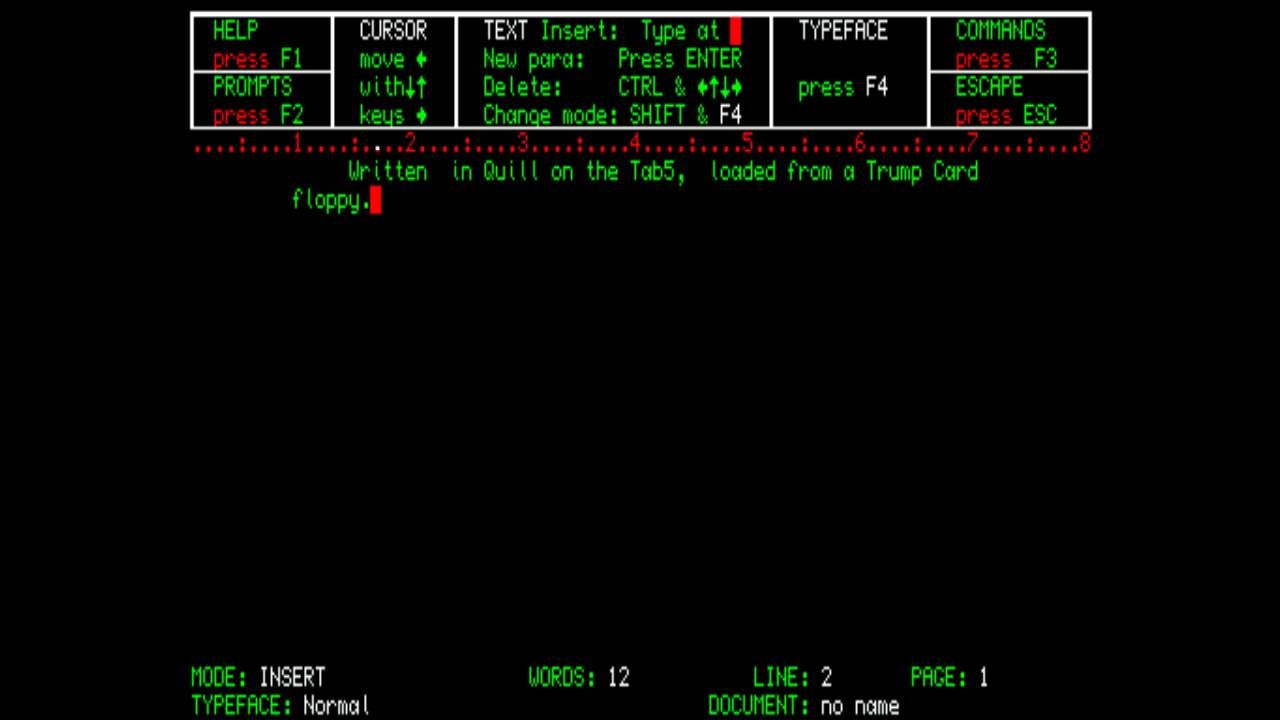 HELP CURSOR TEXT Insert: Type at TYPEFACE COMMANDS
press F1 move ← New para: Press ENTER press F3
PROMPTS with↓↑ Delete: CTRL & ←↑↓→ press F4 ESCAPE
press F2 keys → Change mode: SHIFT & F4 press ESC
....:....1....:....2....:....3....:....4....:....5....:....6....:....7....:....8
Written in Quill on the Tab5, loaded from a Trump Card
floppy.
MODE: INSERT WORDS: 12 LINE: 2 PAGE: 1
TYPEFACE: Normal DOCUMENT: no name